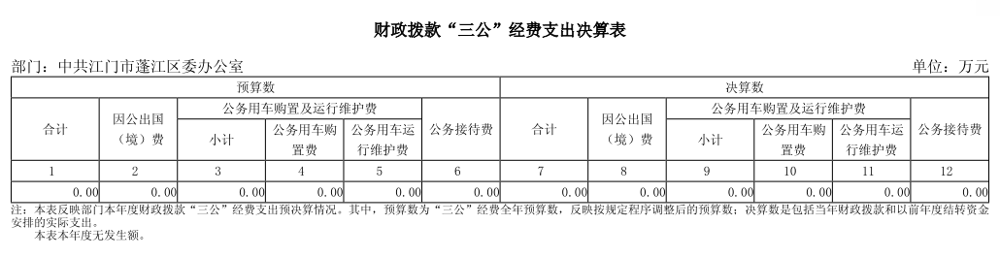 财政拨款“三公”经费支出决算表
部门：中共江门市蓬江区委办公室 单位：万元
预算数 决算数
合计 因公出国（境）费 公务用车购置及运行维护费 公务接待费 合计 因公出国（境）费 公务用车购置及运行维护费 公务接待费
小计 公务用车购置费 公务用车运行维护费 小计 公务用车购置费 公务用车运行维护费
1 2 3 4 5 6 7 8 9 10 11 12
0.00 0.00 0.00 0.00 0.00 0.00 0.00 0.00 0.00 0.00 0.00 0.00
注：本表反映部门本年度财政拨款“三公”经费支出预决算情况。其中，预算数为“三公”经费全年预算数，反映按规定程序调整后的预算数；决算数是包括当年财政拨款和以前年度结转资金
安排的实际支出。
本表本年度无发生额。